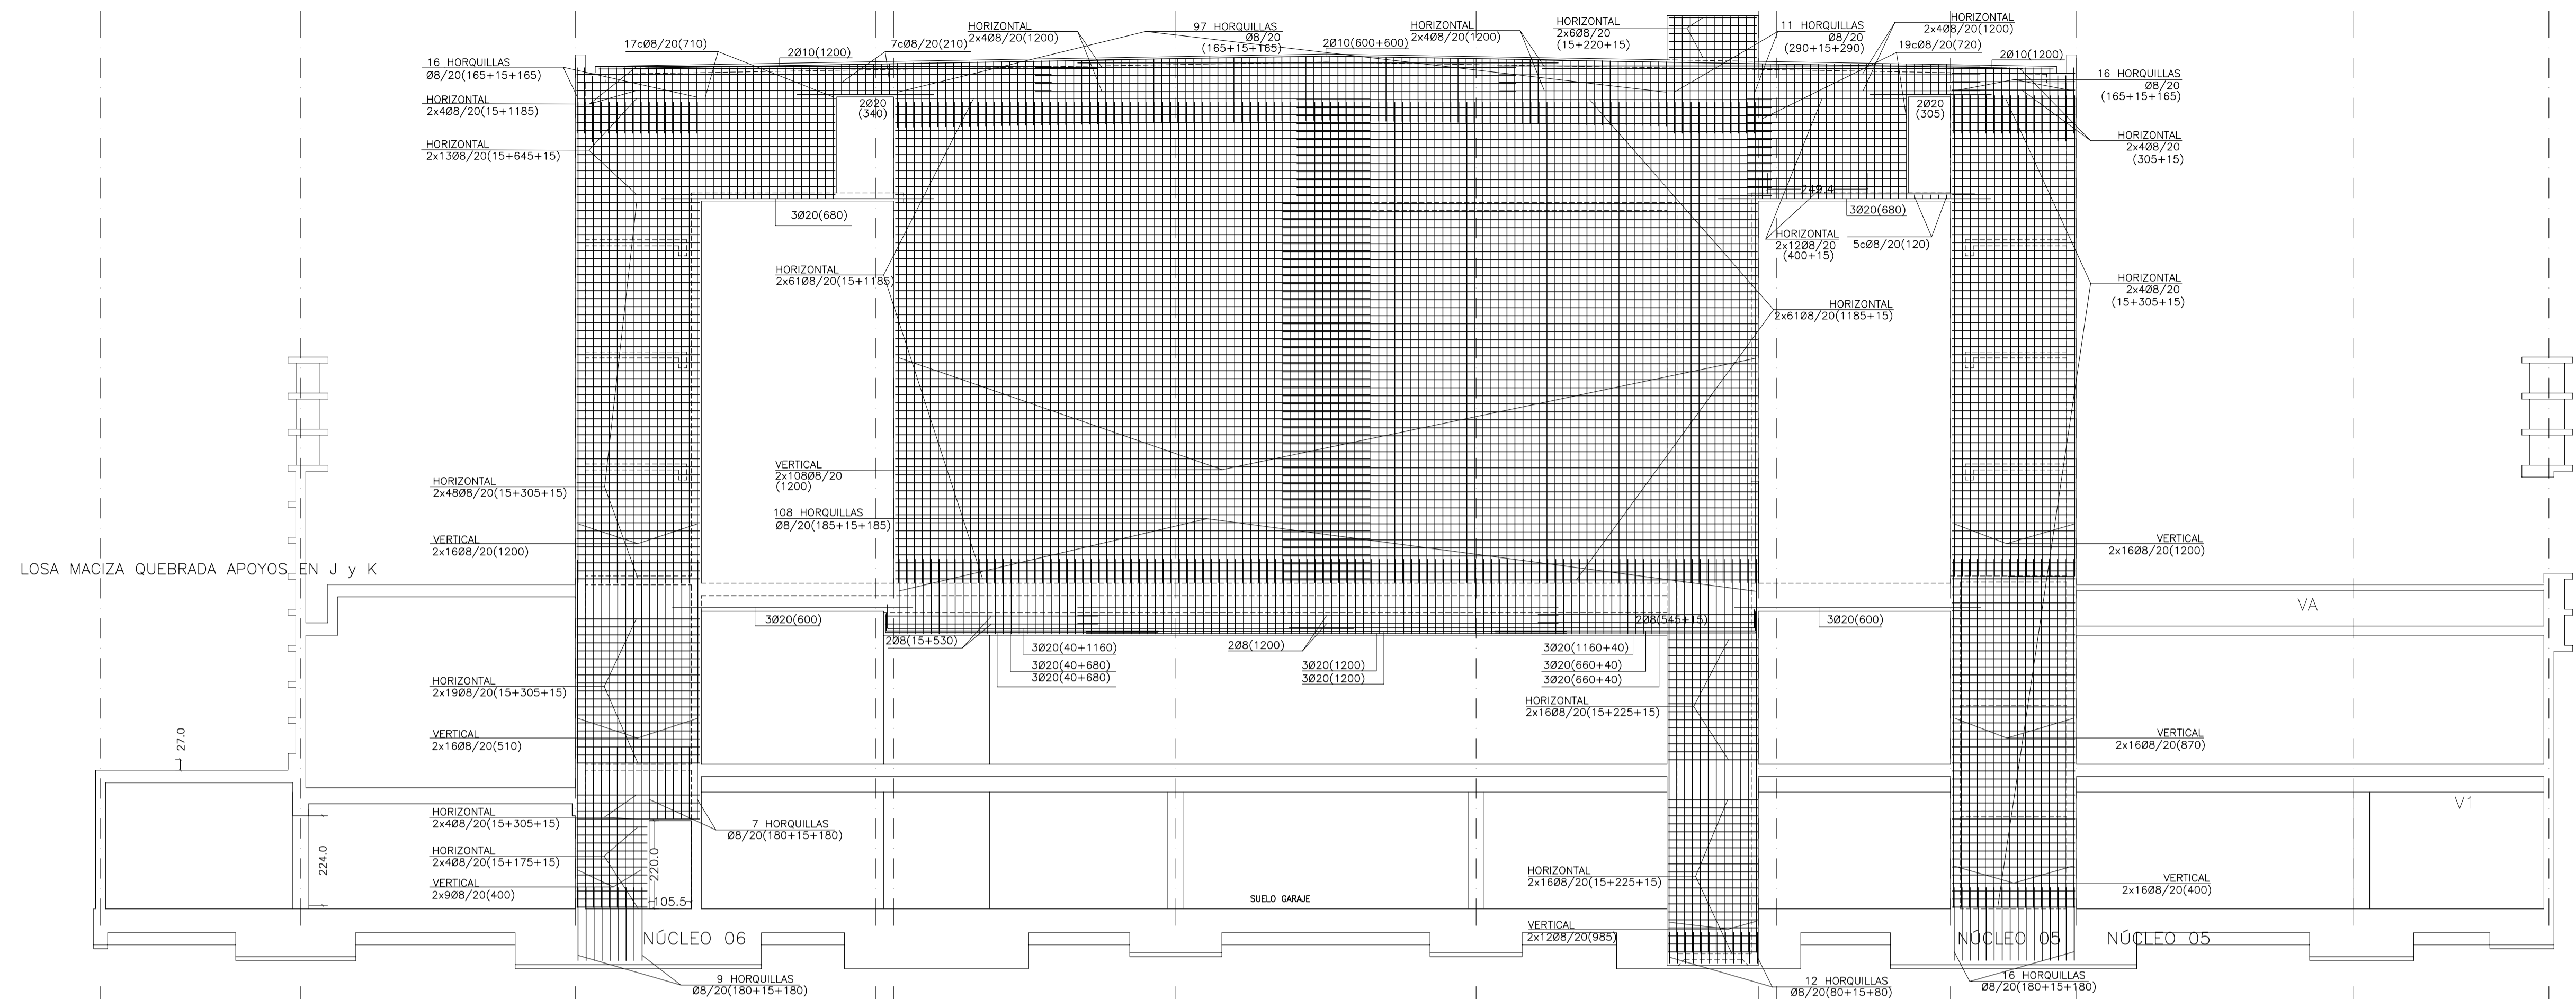 HORIZONTAL
2x4Ø8/20(1200)
97 HORQUILLAS
Ø8/20
(165+15+165)
HORIZONTAL
2x4Ø8/20(1200)
HORIZONTAL
2x6Ø8/20
(15+220+15)
11 HORQUILLAS
Ø8/20
(290+15+290)
HORIZONTAL
2x4Ø8/20(1200)
17cØ8/20(710)
2Ø10(1200)
7cØ8/20(210)
2Ø10(600+600)
19cØ8/20(720)
2Ø10(1200)
16 HORQUILLAS
Ø8/20(165+15+165)
16 HORQUILLAS
Ø8/20
(165+15+165)
HORIZONTAL
2x4Ø8/20(15+1185)
2Ø20
(340)
2Ø20
(305)
HORIZONTAL
2x13Ø8/20(15+645+15)
HORIZONTAL
2x4Ø8/20
(305+15)
249.4
3Ø20(680)
3Ø20(680)
HORIZONTAL
2x12Ø8/20
(400+15)
5cØ8/20(120)
HORIZONTAL
2x61Ø8/20(15+1185)
HORIZONTAL
2x4Ø8/20
(15+305+15)
HORIZONTAL
2x61Ø8/20(1185+15)
VERTICAL
2x108Ø8/20
(1200)
HORIZONTAL
2x48Ø8/20(15+305+15)
108 HORQUILLAS
Ø8/20(185+15+185)
VERTICAL
2x16Ø8/20(1200)
VERTICAL
2x16Ø8/20(1200)
LOSA MACIZA QUEBRADA APOYOS EN J y K
VA
3Ø20(600)
2Ø8(15+530)
2Ø8(1200)
2Ø8(545+15)
3Ø20(600)
3Ø20(40+1160)
3Ø20(40+680)
3Ø20(40+680)
3Ø20(1200)
3Ø20(1200)
3Ø20(1160+40)
3Ø20(660+40)
3Ø20(660+40)
HORIZONTAL
2x19Ø8/20(15+305+15)
HORIZONTAL
2x16Ø8/20(15+225+15)
27.0
VERTICAL
2x16Ø8/20(510)
VERTICAL
2x16Ø8/20(870)
V1
HORIZONTAL
2x4Ø8/20(15+305+15)
7 HORQUILLAS
Ø8/20(180+15+180)
224.0
HORIZONTAL
2x4Ø8/20(15+175+15)
220.0
VERTICAL
2x9Ø8/20(400)
105.5
SUELO GARAJE
HORIZONTAL
2x16Ø8/20(15+225+15)
VERTICAL
2x16Ø8/20(400)
VERTICAL
2x12Ø8/20(985)
NÚCLEO 06
NÚCLEO 05
NÚCLEO 05
9 HORQUILLAS
Ø8/20(180+15+180)
12 HORQUILLAS
Ø8/20(80+15+80)
16 HORQUILLAS
Ø8/20(180+15+180)